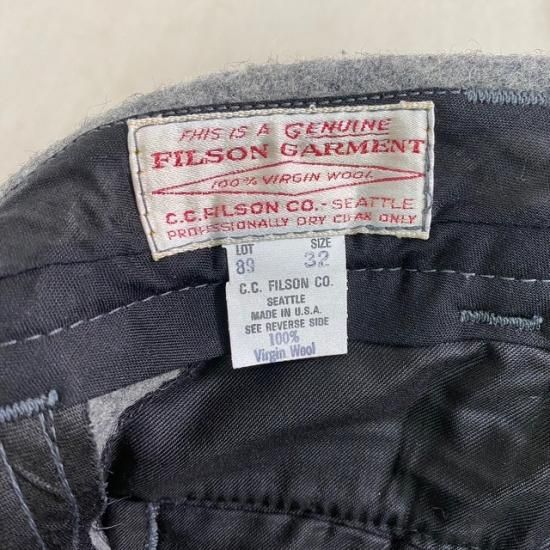 THIS IS A GENUINE
FILSON GARMENT
100% VIRGIN WOOL
C.C. FILSON CO. - SEATTLE
PROFESSIONALLY DRY CLEAN ONLY
LOT SIZE
89 32
C.C. FILSON CO.
SEATTLE
MADE IN U.S.A.
SEE REVERSE SIDE
100%
Virgin Wool